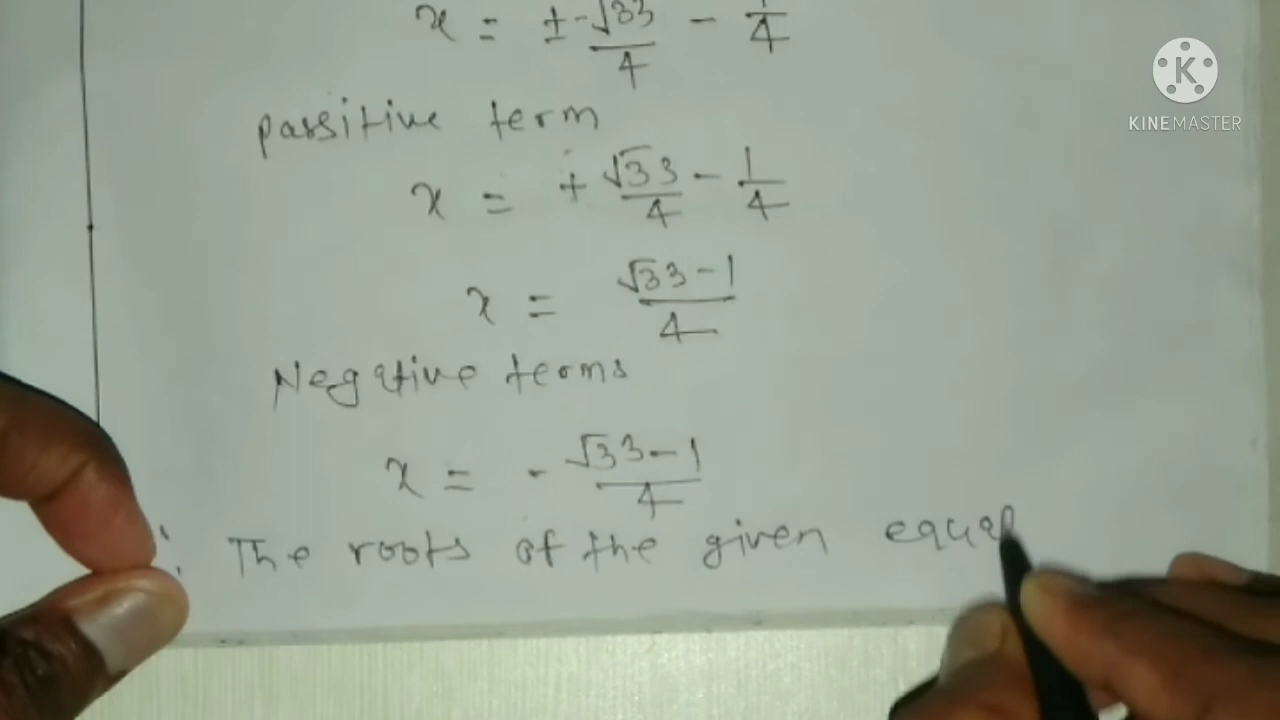 x = ± -√33/4 - 1/4
passitive term
x = + √33/4 - 1/4
x = √33-1/4
Negative terms
x = - √33-1/4
∴ The roots of the given equat
KINEMASTER